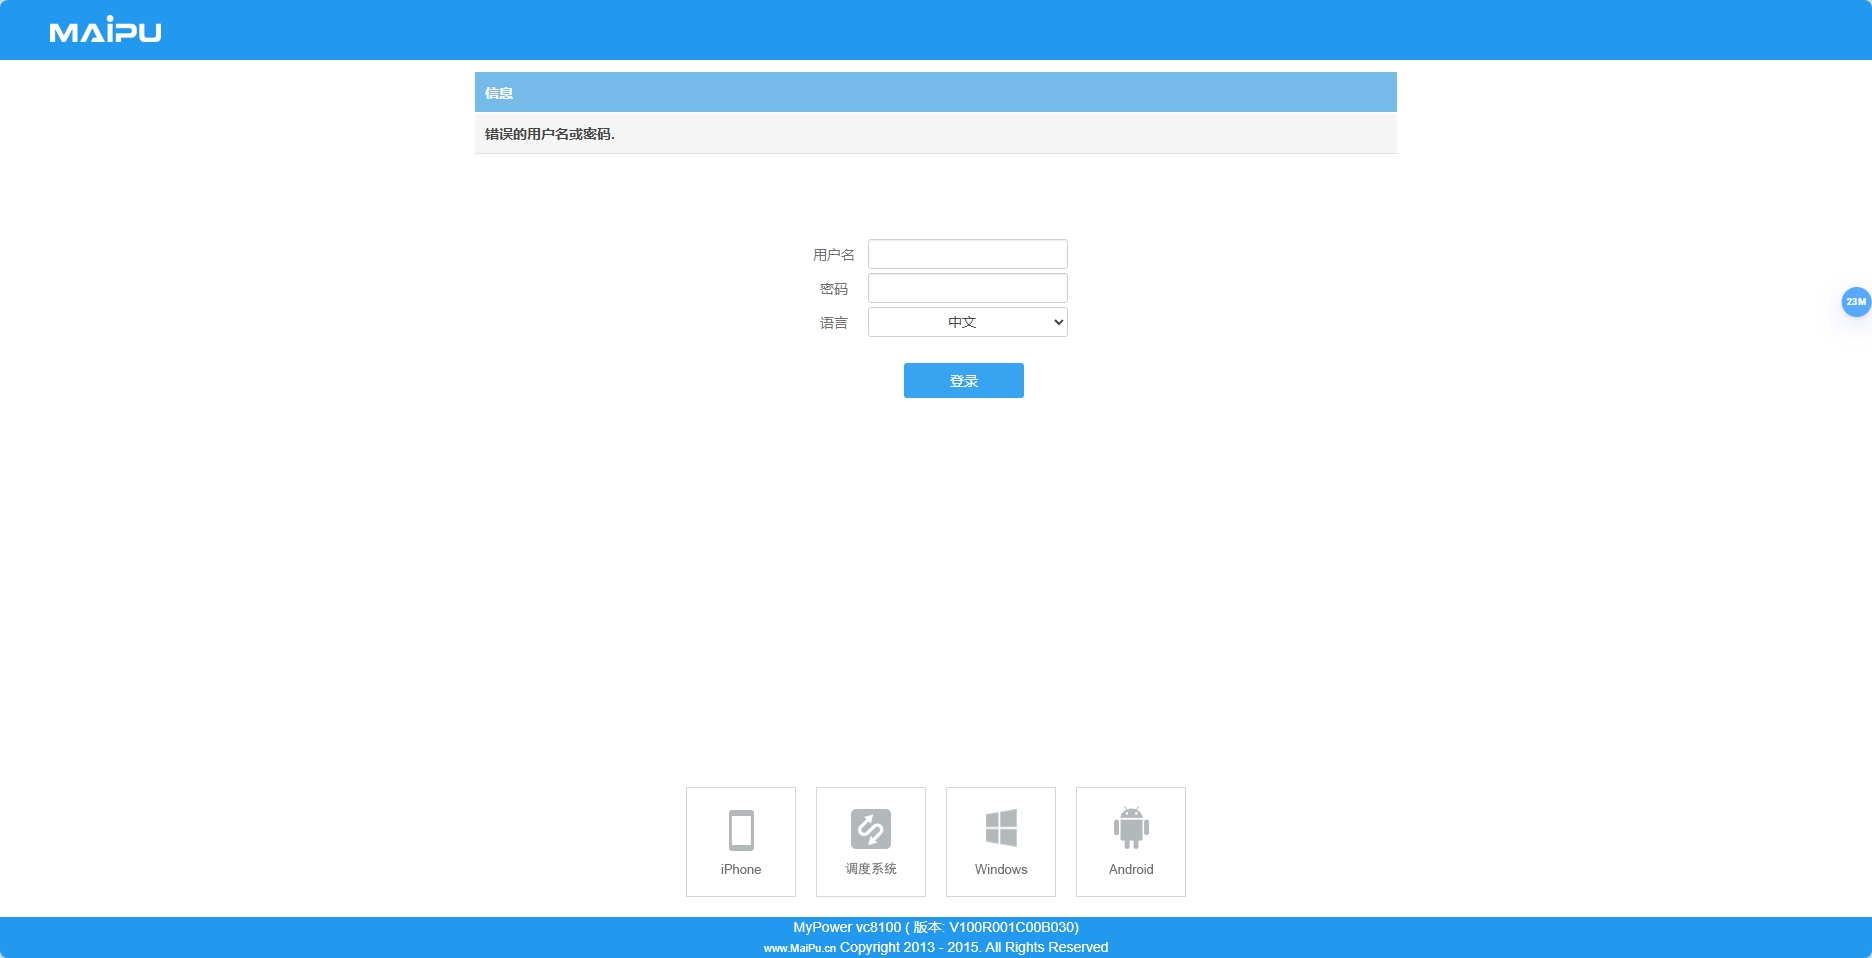 MAiPU
信息
错误的用户名或密码.
用户名
密码
语言 中文
登录
23M
iPhone 调度系统 Windows Android
MyPower vc8100 ( 版本: V100R001C00B030)
www.MaiPu.cn Copyright 2013 - 2015. All Rights Reserved